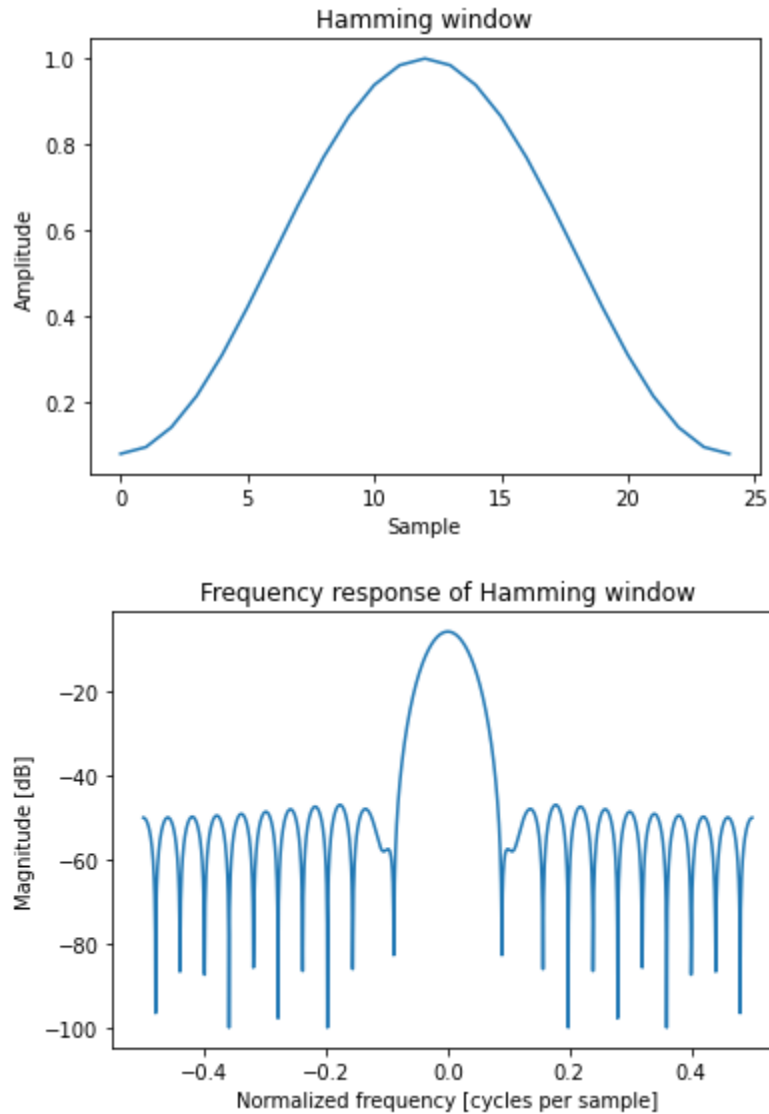 Hamming window
1.0
0.8
0.6
0.4
0.2
Amplitude
0 5 10 15 20 25
Sample
Frequency response of Hamming window
−20
−40
−60
−80
−100
Magnitude [dB]
−0.4 −0.2 0.0 0.2 0.4
Normalized frequency [cycles per sample]